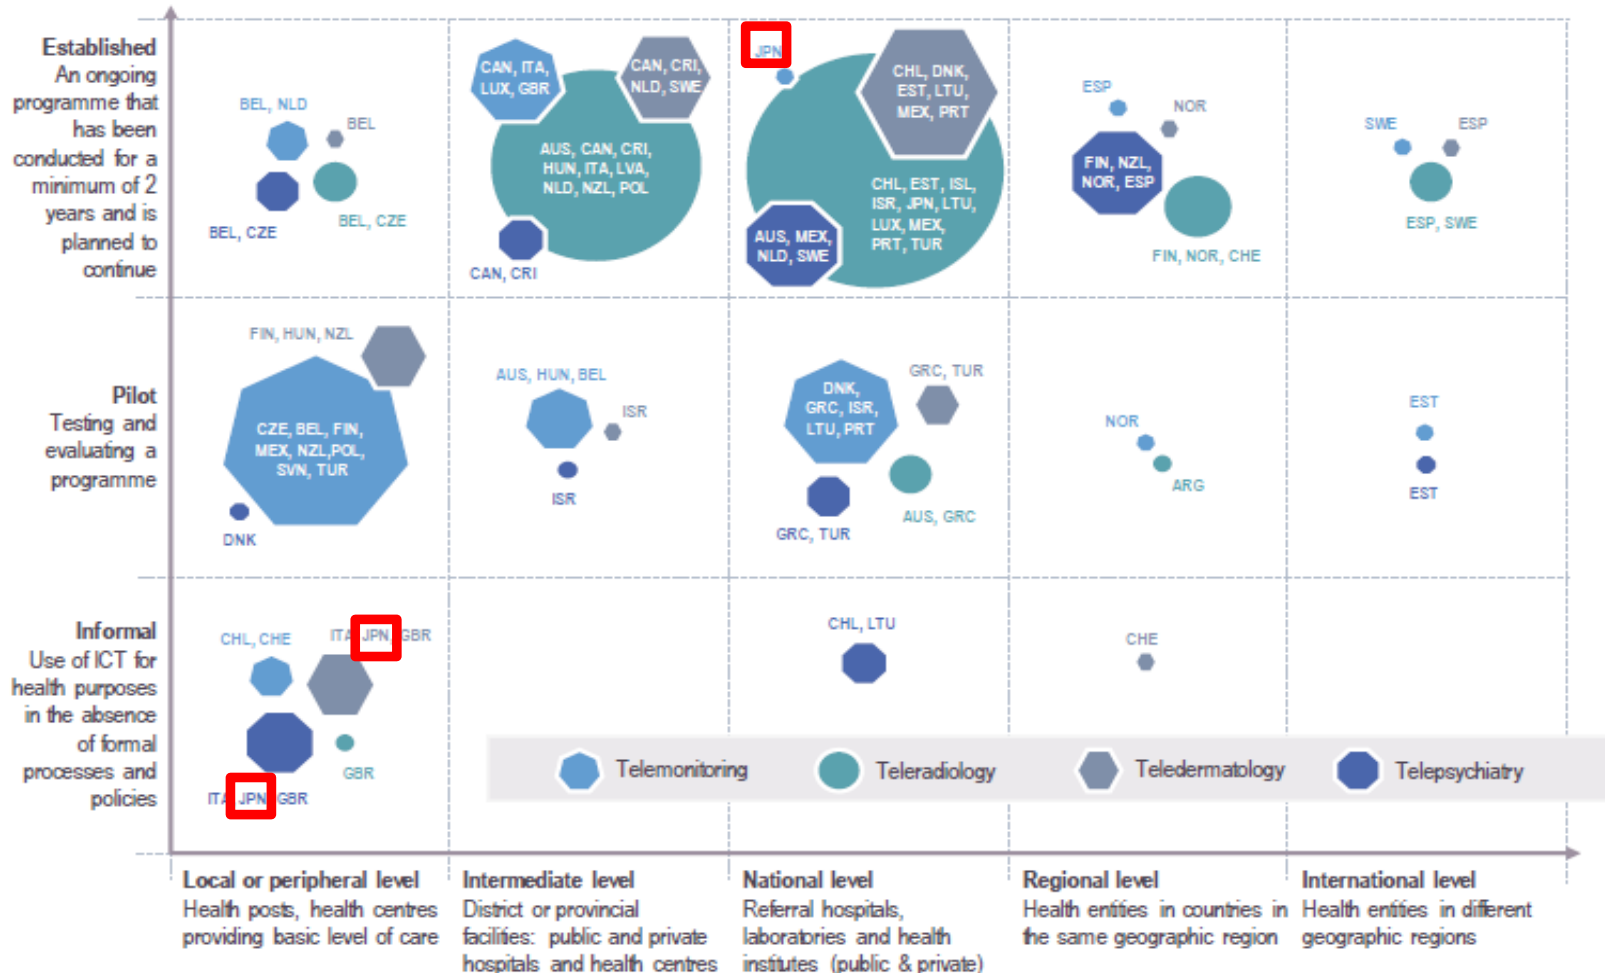 Established
An ongoing
programme that
has been
conducted for a
minimum of 2
years and is
planned to
continue
BEL, NLD
BEL
BEL, CZE
BEL, CZE
CAN, ITA,
LUX, GBR
CAN, CRI,
NLD, SWE
AUS, CAN, CRI,
HUN, ITA, LVA,
NLD, NZL, POL
CAN, CRI
JPN
CHL, DNK,
EST, LTU,
MEX, PRT
CHL, EST, ISL,
ISR, JPN, LTU,
LUX, MEX,
PRT, TUR
AUS, MEX,
NLD, SWE
ESP
NOR
FIN, NZL,
NOR, ESP
FIN, NOR, CHE
SWE
ESP
ESP, SWE
Pilot
Testing and
evaluating a
programme
FIN, HUN, NZL
CZE, BEL, FIN,
MEX, NZL,POL,
SVN, TUR
DNK
AUS, HUN, BEL
ISR
ISR
DNK,
GRC, ISR,
LTU, PRT
GRC, TUR
AUS, GRC
GRC, TUR
NOR
ARG
EST
EST
Informal
Use of ICT for
health purposes
in the absence
of formal
processes and
policies
CHL, CHE
ITA, JPN, GBR
GBR
ITA, JPN, GBR
CHL, LTU
CHE
Telemonitoring
Teleradiology
Teledermatology
Telepsychiatry
Local or peripheral level
Health posts, health centres
providing basic level of care
Intermediate level
District or provincial
facilities: public and private
hospitals and health centres
National level
Referral hospitals,
laboratories and health
institutes (public & private)
Regional level
Health entities in countries in
the same geographic region
International level
Health entities in different
geographic regions